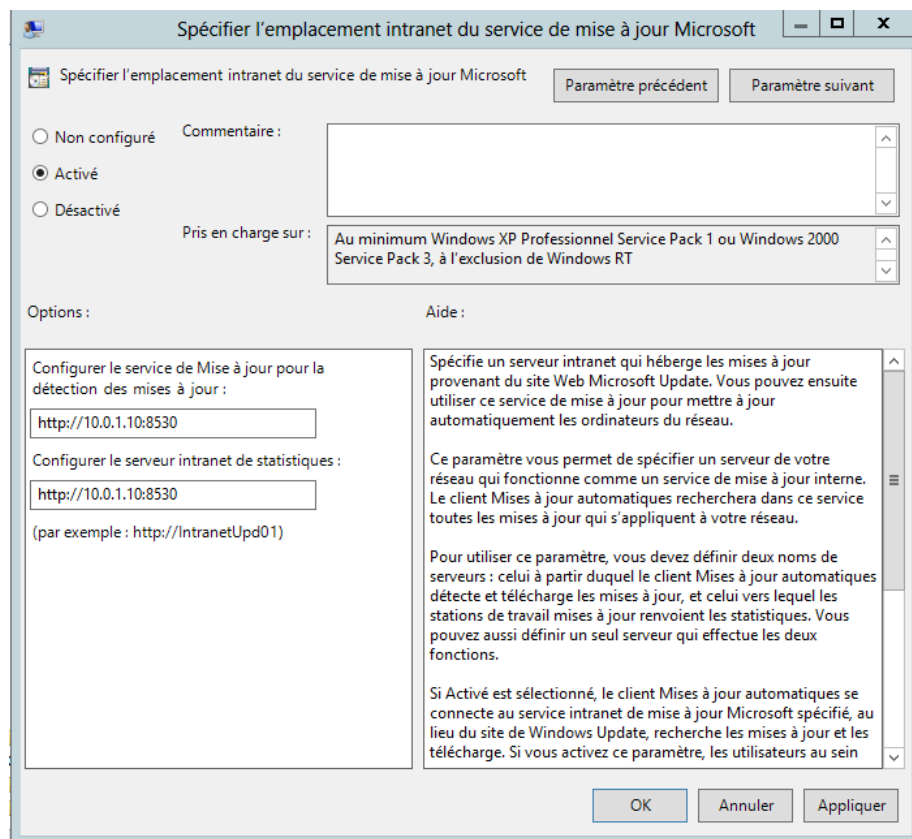 Spécifier l'emplacement intranet du service de mise à jour Microsoft
Spécifier l'emplacement intranet du service de mise à jour Microsoft
Paramètre précédent
Paramètre suivant
Non configuré
Commentaire :
Activé
Désactivé
Pris en charge sur :
Au minimum Windows XP Professionnel Service Pack 1 ou Windows 2000
Service Pack 3, à l'exclusion de Windows RT
Options :
Aide :
Configurer le service de Mise à jour pour la
détection des mises à jour :
http://10.0.1.10:8530
Configurer le serveur intranet de statistiques :
http://10.0.1.10:8530
(par exemple : http://IntranetUpd01)
Spécifie un serveur intranet qui héberge les mises à jour
provenant du site Web Microsoft Update. Vous pouvez ensuite
utiliser ce service de mise à jour pour mettre à jour
automatiquement les ordinateurs du réseau.
Ce paramètre vous permet de spécifier un serveur de votre
réseau qui fonctionne comme un service de mise à jour interne.
Le client Mises à jour automatiques recherchera dans ce service
toutes les mises à jour qui s'appliquent à votre réseau.
Pour utiliser ce paramètre, vous devez définir deux noms de
serveurs : celui à partir duquel le client Mises à jour automatiques
détecte et télécharge les mises à jour, et celui vers lequel les
stations de travail mises à jour renvoient les statistiques. Vous
pouvez aussi définir un seul serveur qui effectue les deux
fonctions.
Si Activé est sélectionné, le client Mises à jour automatiques se
connecte au service intranet de mise à jour Microsoft spécifié, au
lieu du site de Windows Update, recherche les mises à jour et les
télécharge. Si vous activez ce paramètre, les utilisateurs au sein
OK
Annuler
Appliquer